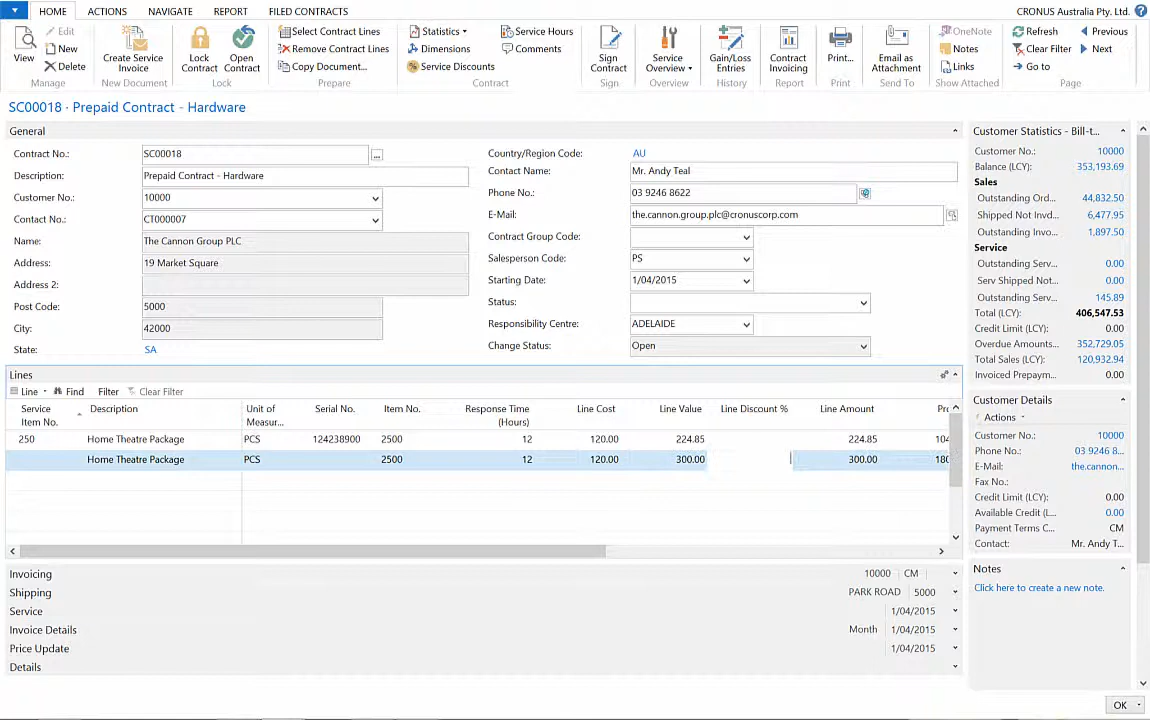 HOME ACTIONS NAVIGATE REPORT FILED CONTRACTS CRONUS Australia Pty. Ltd. ?
View Edit New Delete Manage
Create Service Invoice New Document
Lock Contract Open Contract Lock
Select Contract Lines Remove Contract Lines Copy Document... Prepare
Statistics Dimensions Service Discounts Service Hours Comments Contract
Sign Contract Sign
Service Overview Overview
Gain/Loss Entries History
Contract Invoicing Report
Print... Print
Email as Attachment Send To
OneNote Notes Links Show Attached
Refresh Clear Filter Go to Previous Next Page
SC00018 · Prepaid Contract - Hardware
General
Contract No.: SC00018 ...
Description: Prepaid Contract - Hardware
Customer No.: 10000
Contact No.: CT000007
Name: The Cannon Group PLC
Address: 19 Market Square
Address 2:
Post Code: 5000
City: 42000
State: SA
Country/Region Code: AU
Contact Name: Mr. Andy Teal
Phone No.: 03 9246 8622
E-Mail: the.cannon.group.plc@cronuscorp.com
Contract Group Code:
Salesperson Code: PS
Starting Date: 1/04/2015
Status:
Responsibility Centre: ADELAIDE
Change Status: Open
Lines
Line Find Filter Clear Filter
Service Item No. Description Unit of Measur... Serial No. Item No. Response Time (Hours) Line Cost Line Value Line Discount % Line Amount Pro
250 Home Theatre Package PCS 124238900 2500 12 120.00 224.85 224.85 104
Home Theatre Package PCS 2500 12 120.00 300.00 300.00 180
Invoicing 10000 CM
Shipping PARK ROAD 5000
Service 1/04/2015
Invoice Details Month 1/04/2015
Price Update 1/04/2015
Details
Customer Statistics - Bill-t...
Customer No.: 10000
Balance (LCY): 353,193.69
Sales
Outstanding Ord... 44,832.50
Shipped Not Invd... 6,477.95
Outstanding Invo... 1,897.50
Service
Outstanding Serv... 0.00
Serv Shipped Not... 0.00
Outstanding Serv... 145.89
Total (LCY): 406,547.53
Credit Limit (LCY): 0.00
Overdue Amounts... 352,729.05
Total Sales (LCY): 120,932.94
Invoiced Prepaym... 0.00
Customer Details
Actions
Customer No.: 10000
Phone No.: 03 9246 8...
E-Mail: the.cannon...
Fax No.:
Credit Limit (LCY): 0.00
Available Credit (L... 0.00
Payment Terms C... CM
Contact: Mr. Andy T...
Notes
Click here to create a new note.
OK